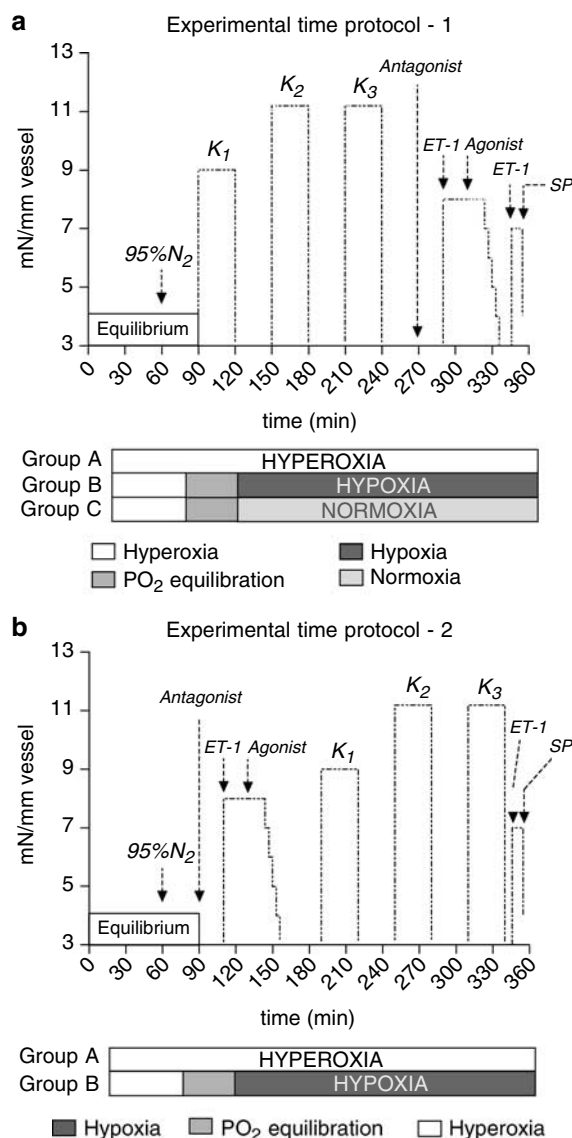 a Experimental time protocol - 1
13
Antagonist
K2 K3
11
K1
ET-1 Agonist
9
ET-1
SP
mN/mm vessel
7
95%N2
5
Equilibrium
3
0 30 60 90 120 150 180 210 240 270 300 330 360
time (min)
Group A HYPEROXIA
Group B HYPOXIA
Group C NORMOXIA
Hyperoxia Hypoxia
PO2 equilibration Normoxia
b Experimental time protocol - 2
13
K2 K3
Antagonist
11
ET-1
ET-1 Agonist K1
SP
9
mN/mm vessel
7
95%N2
5
Equilibrium
3
0 30 60 90 120 150 180 210 240 270 300 330 360
time (min)
Group A HYPEROXIA
Group B HYPOXIA
Hypoxia PO2 equilibration Hyperoxia